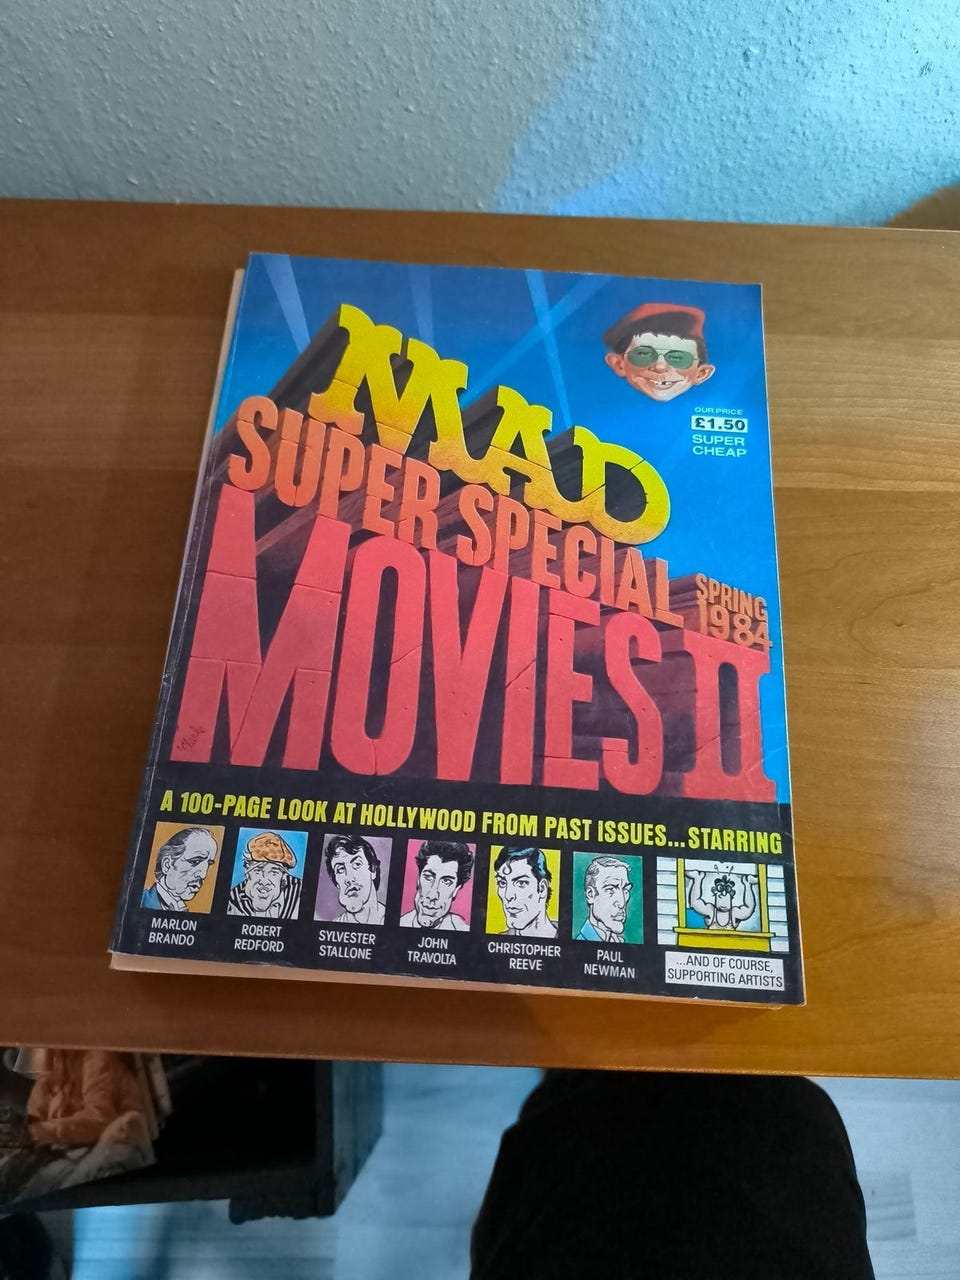 MAD
OUR PRICE
£1.50
SUPER
CHEAP
SUPER SPECIAL
SPRING
1984
MOVIES II
A 100-PAGE LOOK AT HOLLYWOOD FROM PAST ISSUES...STARRING
MARLON
BRANDO
ROBERT
REDFORD
SYLVESTER
STALLONE
JOHN
TRAVOLTA
CHRISTOPHER
REEVE
PAUL
NEWMAN
...AND OF COURSE,
SUPPORTING ARTISTS